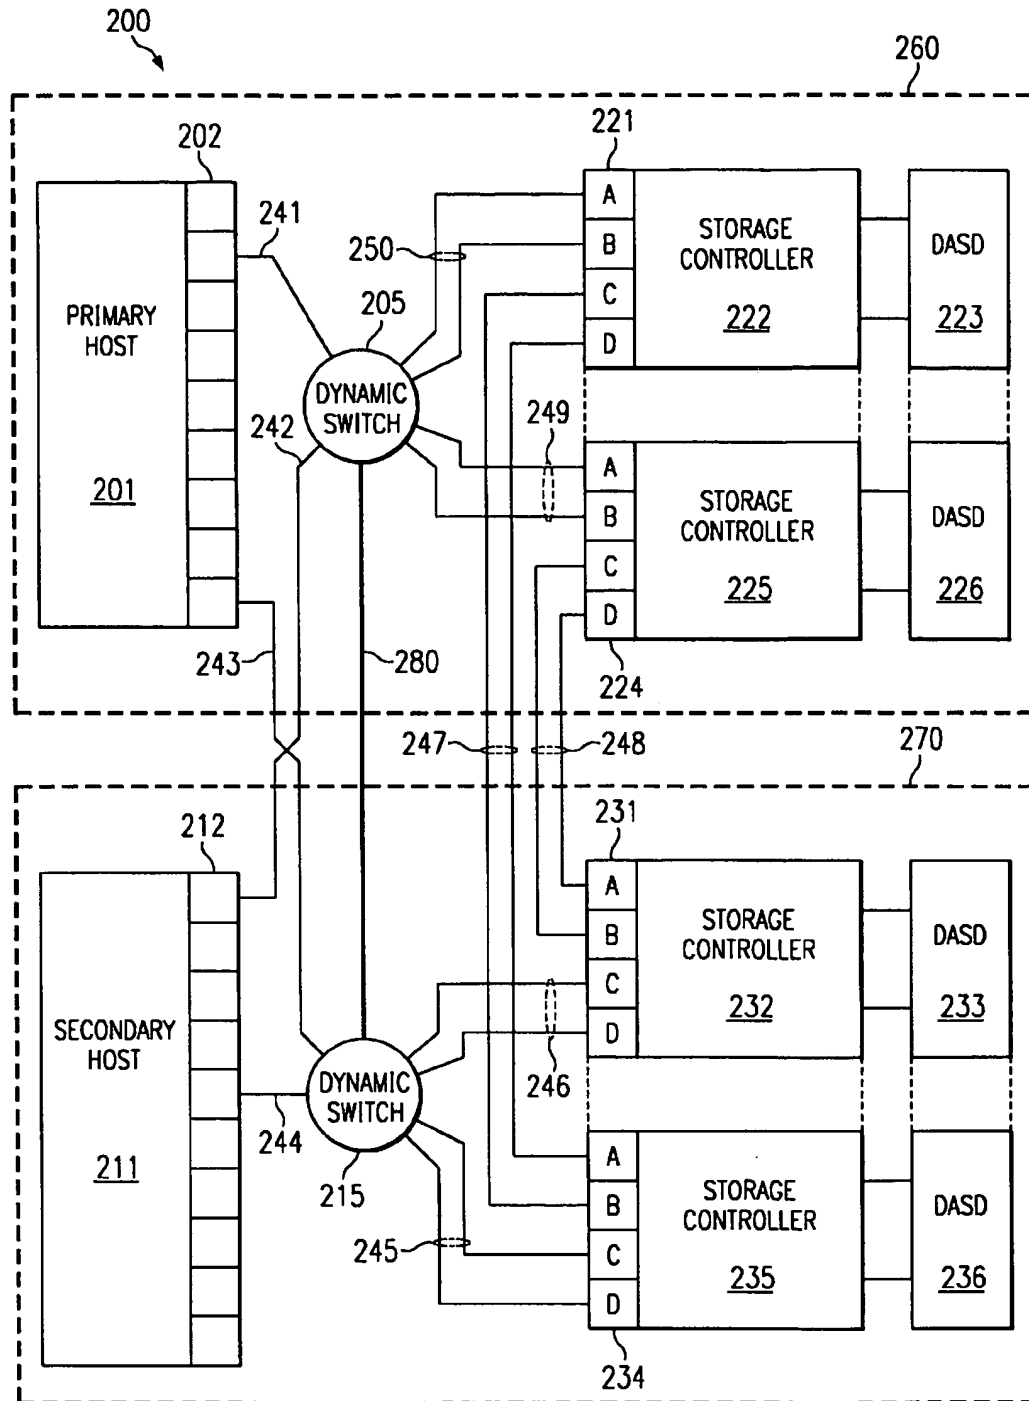 200
260
202
221
241
250
205
A
B
C
D
STORAGE
CONTROLLER
222
DASD
223
PRIMARY
HOST
201
DYNAMIC
SWITCH
242
249
A
B
C
D
STORAGE
CONTROLLER
225
DASD
226
243
280
224
247
248
270
212
231
A
B
C
D
STORAGE
CONTROLLER
232
DASD
233
SECONDARY
HOST
211
DYNAMIC
SWITCH
244
246
215
245
A
B
C
D
STORAGE
CONTROLLER
235
DASD
236
234